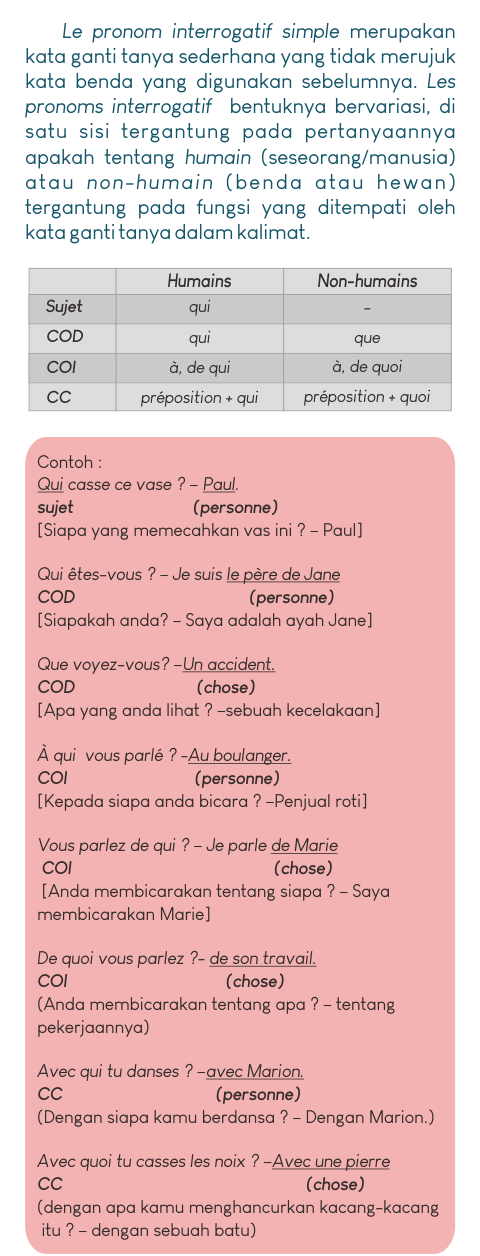 Le pronom interrogatif simple merupakan
kata ganti tanya sederhana yang tidak merujuk
kata benda yang digunakan sebelumnya. Les
pronoms interrogatif bentuknya bervariasi, di
satu sisi tergantung pada pertanyaannya
apakah tentang humain (seseorang/manusia)
atau non-humain (benda atau hewan)
tergantung pada fungsi yang ditempati oleh
kata ganti tanya dalam kalimat.
Humains Non-humains
Sujet qui -
COD qui que
COI à, de qui à, de quoi
CC préposition + qui préposition + quoi
Contoh :
Qui casse ce vase ? – Paul.
sujet (personne)
[Siapa yang memecahkan vas ini ? – Paul]
Qui êtes-vous ? – Je suis le père de Jane
COD (personne)
[Siapakah anda? – Saya adalah ayah Jane]
Que voyez-vous? –Un accident.
COD (chose)
[Apa yang anda lihat ? –sebuah kecelakaan]
À qui vous parlé ? -Au boulanger.
COI (personne)
[Kepada siapa anda bicara ? –Penjual roti]
Vous parlez de qui ? – Je parle de Marie
COI (chose)
[Anda membicarakan tentang siapa ? – Saya
membicarakan Marie]
De quoi vous parlez ?- de son travail.
COI (chose)
(Anda membicarakan tentang apa ? – tentang
pekerjaannya)
Avec qui tu danses ? –avec Marion.
CC (personne)
(Dengan siapa kamu berdansa ? – Dengan Marion.)
Avec quoi tu casses les noix ? –Avec une pierre
CC (chose)
(dengan apa kamu menghancurkan kacang-kacang
itu ? – dengan sebuah batu)